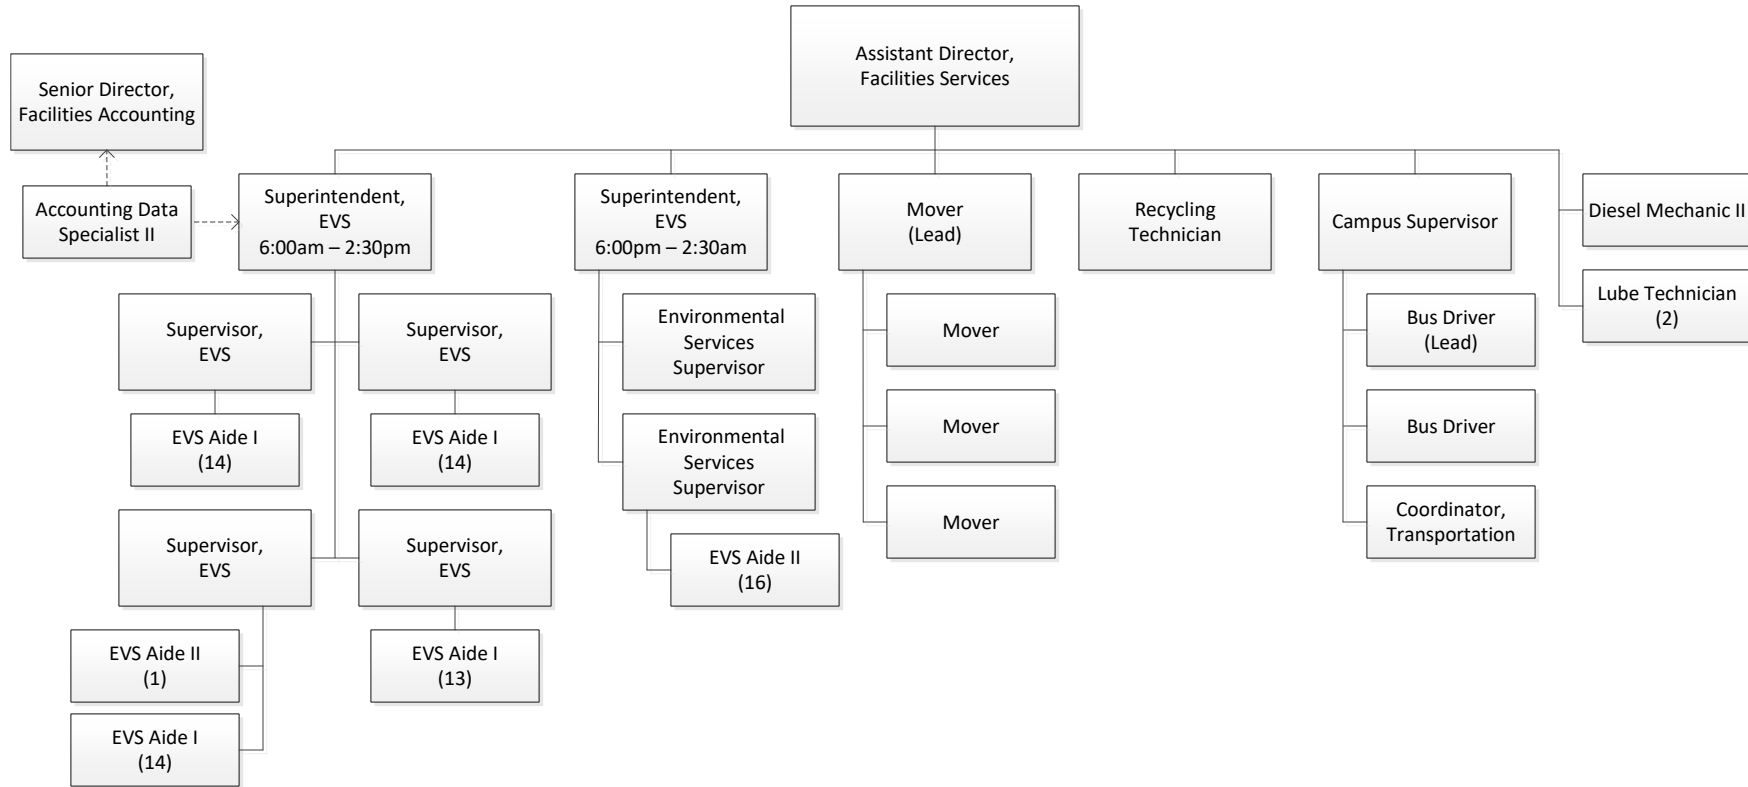 Assistant Director,
Facilities Services
Senior Director,
Facilities Accounting
Accounting Data
Specialist II
Superintendent,
EVS
6:00am – 2:30pm
Superintendent,
EVS
6:00pm – 2:30am
Mover
(Lead)
Recycling
Technician
Campus Supervisor
Diesel Mechanic II
Lube Technician
(2)
Supervisor,
EVS
Supervisor,
EVS
EVS Aide I
(14)
EVS Aide I
(14)
Supervisor,
EVS
Supervisor,
EVS
EVS Aide II
(1)
EVS Aide I
(14)
EVS Aide I
(13)
Environmental
Services
Supervisor
Environmental
Services
Supervisor
EVS Aide II
(16)
Mover
Mover
Mover
Bus Driver
(Lead)
Bus Driver
Coordinator,
Transportation